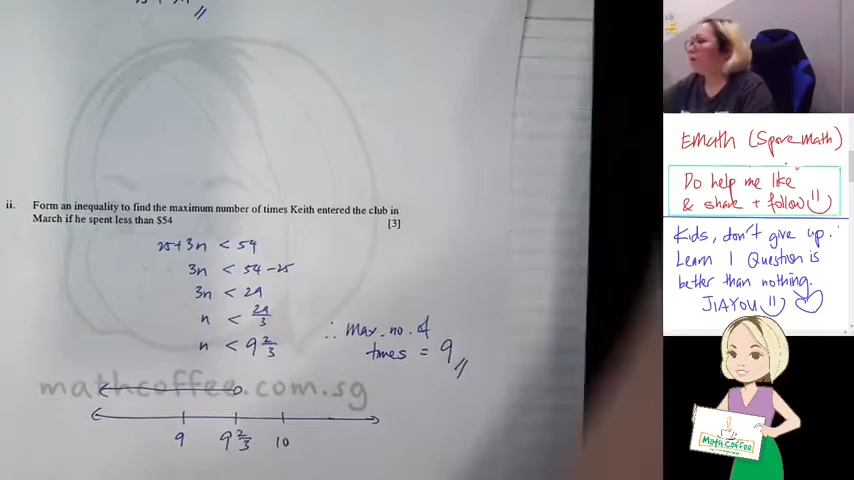 ii. Form an inequality to find the maximum number of times Keith entered the club in
March if he spent less than $54
[3]
25+3n < 54
3n < 54-25
3n < 29
n < 29/3
n < 9 2/3
∴ Max. no. of
times = 9
mathcoffee.com.sg
9 9 2/3 10
EMath (Spore Math)
Do help me like
& share + follow
Kids, don't give up.
Learn 1 Question is
better than nothing.
JIAYOU
Math Coffee